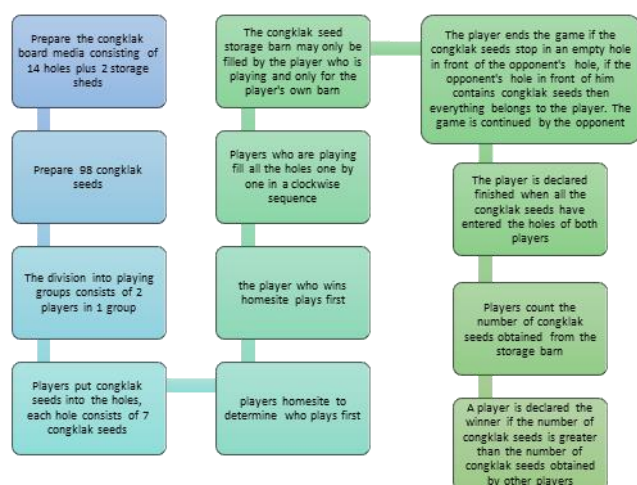 Prepare the congklak
board media consisting of
14 holes plus 2 storage
sheds
Prepare 98 congklak
seeds
The division into playing
groups consists of 2
players in 1 group
Players put congklak
seeds into the holes,
each hole consists of 7
congklak seeds
players homesite to
determine who plays first
the player who wins
homesite plays first
Players who are playing
fill all the holes one by
one in a clockwise
sequence
The congklak seed
storage barn may only be
filled by the player who is
playing and only for the
player's own barn
The player ends the game if the
congklak seeds stop in an empty hole
in front of the opponent's hole, if the
opponent's hole in front of him
contains congklak seeds then
everything belongs to the player. The
game is continued by the opponent
The player is declared
finished when all the
congklak seeds have
entered the holes of both
players
Players count the
number of congklak
seeds obtained from the
storage barn
A player is declared the
winner if the number of
congklak seeds is greater
than the number of
congklak seeds obtained
by other players